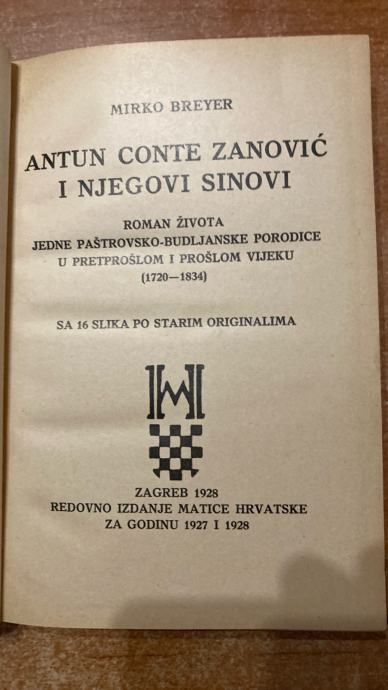 MIRKO BREYER
ANTUN CONTE ZANOVIĆ
I NJEGOVI SINOVI
ROMAN ŽIVOTA
JEDNE PAŠTROVSKO-BUDLJANSKE PORODICE
U PRETPROŠLOM I PROŠLOM VIJEKU
(1720—1834)
SA 16 SLIKA PO STARIM ORIGINALIMA
MH
ZAGREB 1928
REDOVNO IZDANJE MATICE HRVATSKE
ZA GODINU 1927 I 1928